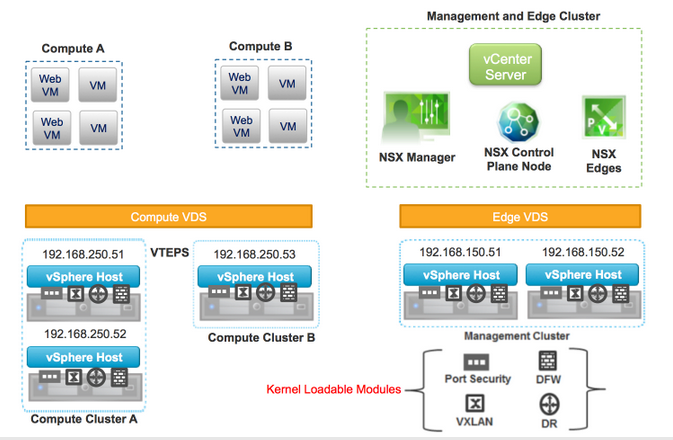 Management and Edge Cluster
Compute A
Compute B
vCenter
Server
Web
VM
VM
Web
VM
VM
Web
VM
VM
Web
VM
VM
NSX Manager
NSX Control
Plane Node
P
V
NSX
Edges
Compute VDS
Edge VDS
192.168.250.51
VTEPS
192.168.250.53
192.168.150.51
192.168.150.52
vSphere Host
vSphere Host
vSphere Host
vSphere Host
192.168.250.52
Compute Cluster B
Management Cluster
vSphere Host
Kernel Loadable Modules
Port Security
DFW
VXLAN
DR
Compute Cluster A